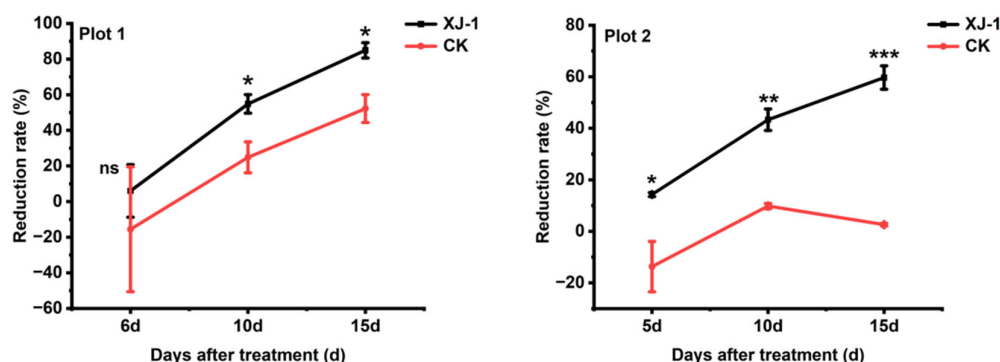 Plot 1
XJ-1
CK
Reduction rate (%)
100
80
60
40
20
0
−20
−40
−60
ns
*
*
6d
10d
15d
Days after treatment (d)
Plot 2
XJ-1
CK
Reduction rate (%)
80
60
40
20
0
−20
*
**
***
5d
10d
15d
Days after treatment (d)